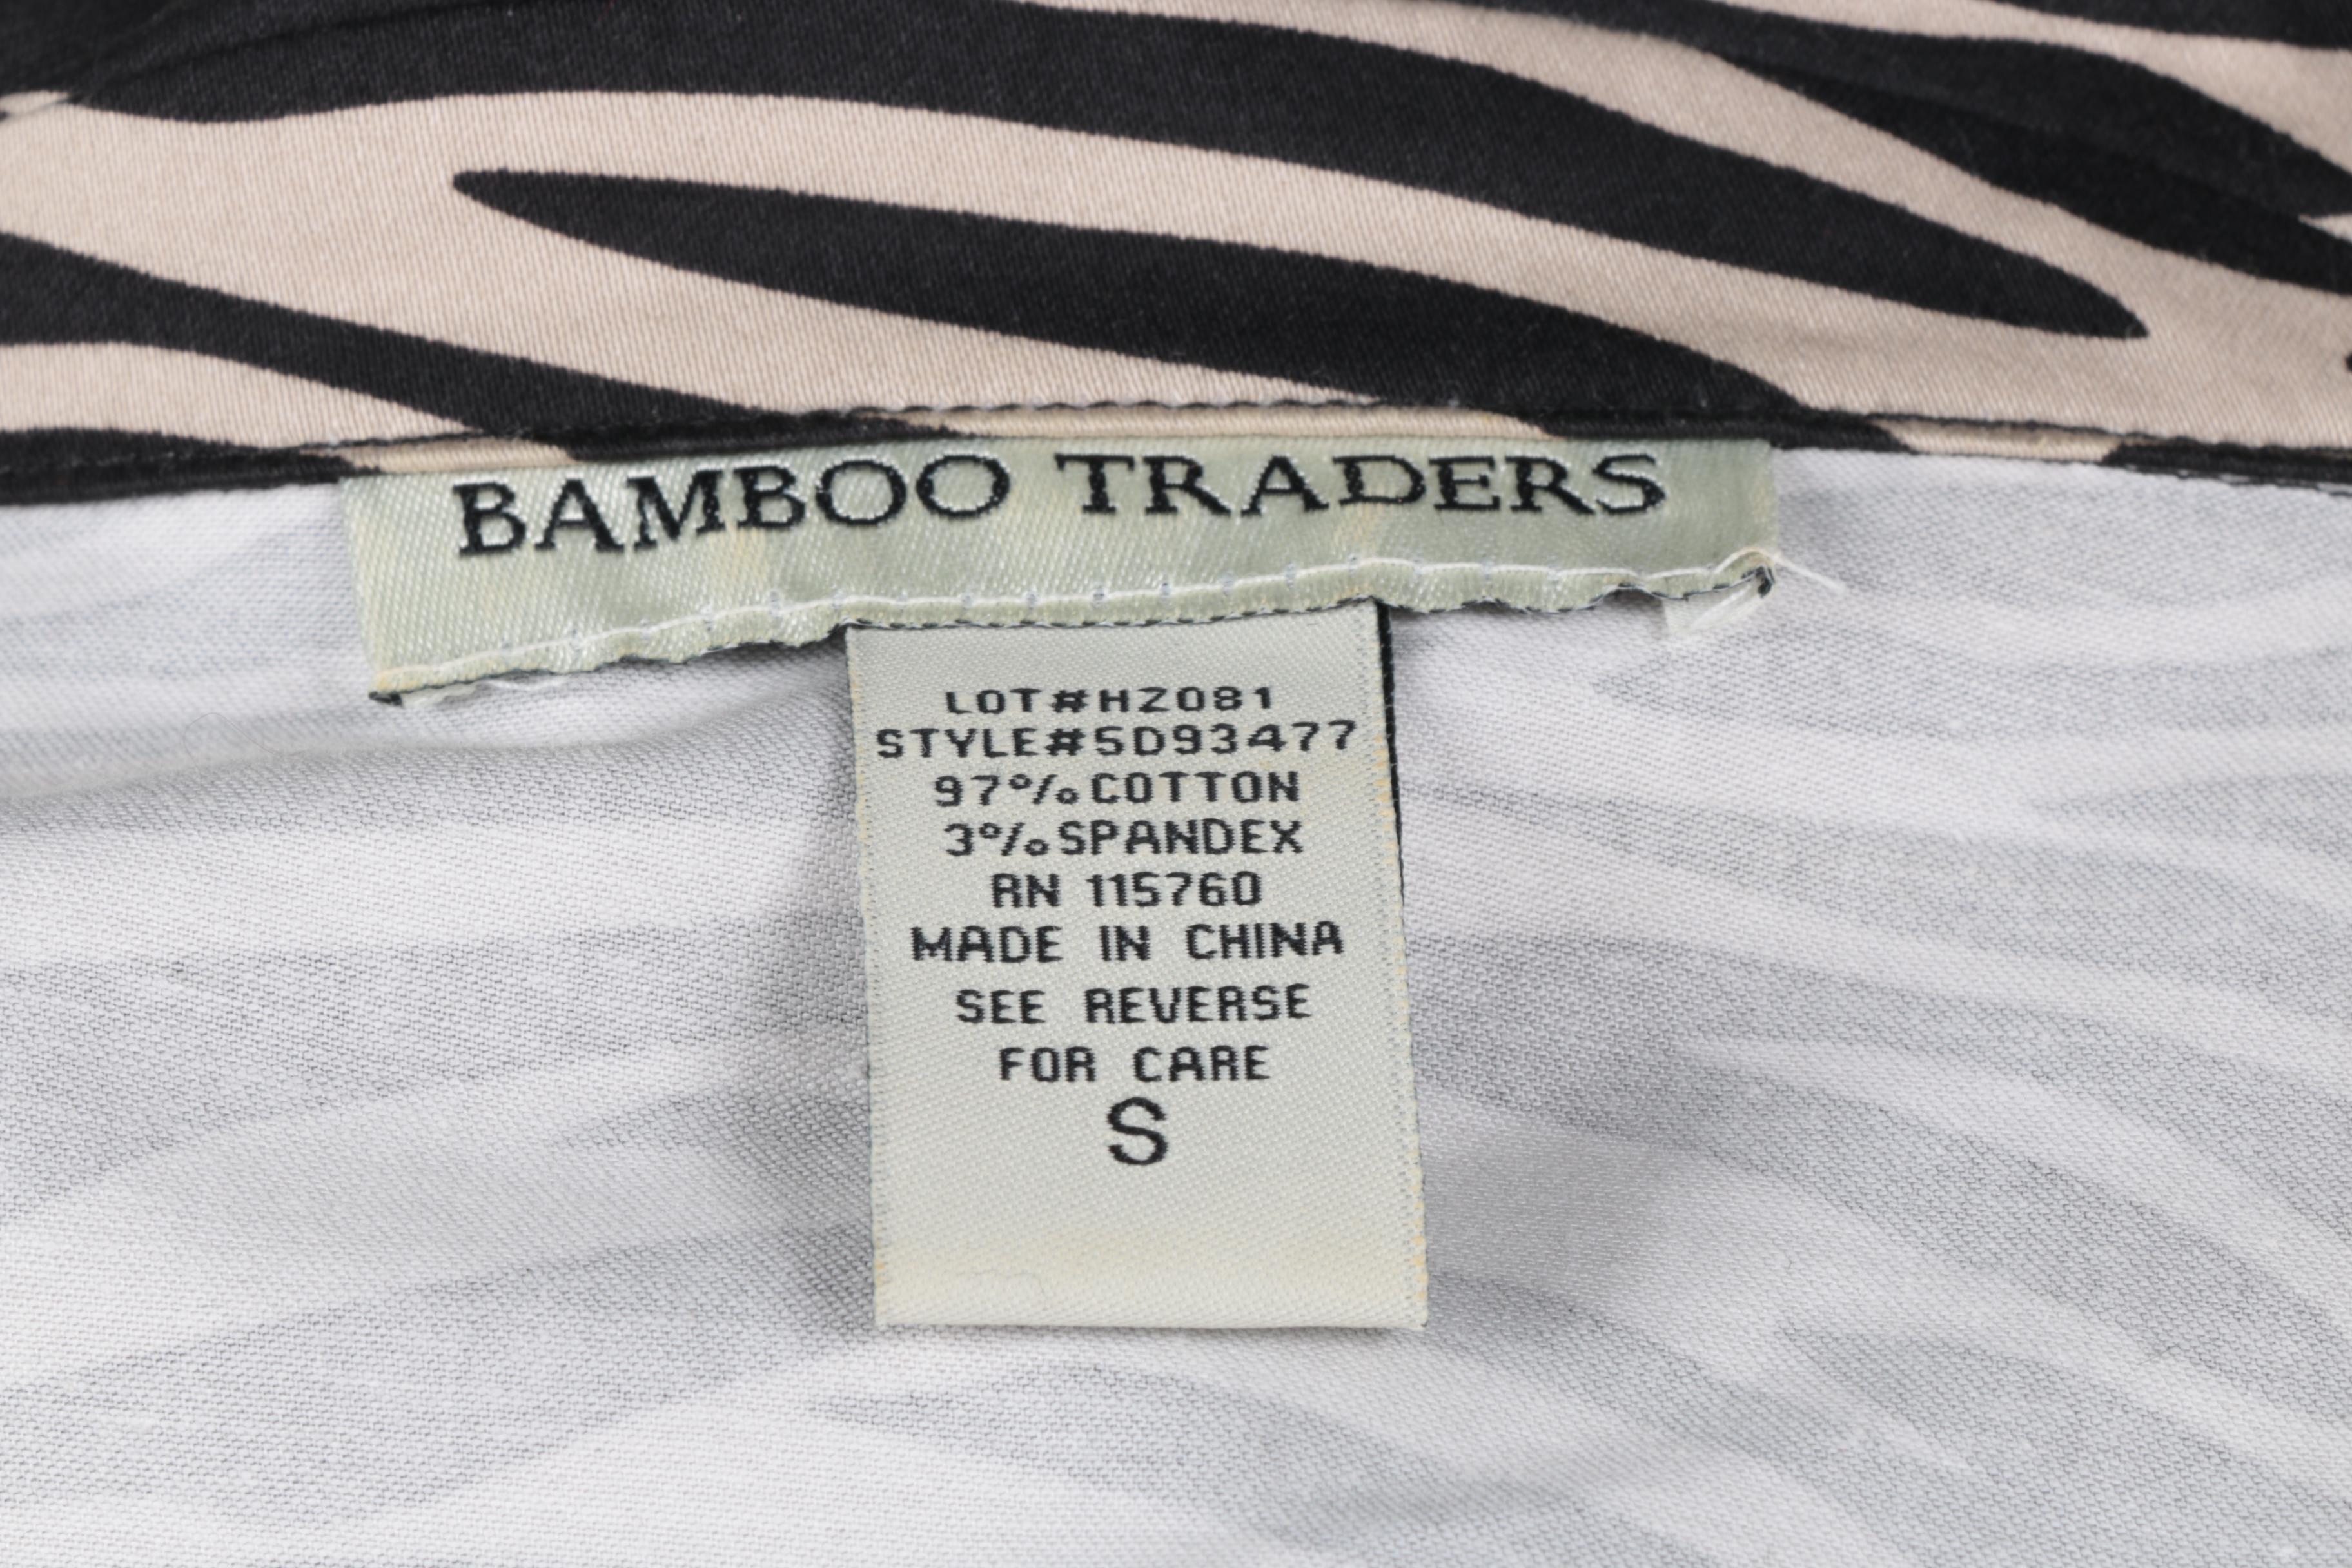 BAMBOO TRADERS
LOT#HZ081
STYLE#5D93477
97%COTTON
3%SPANDEX
RN 115760
MADE IN CHINA
SEE REVERSE
FOR CARE
S